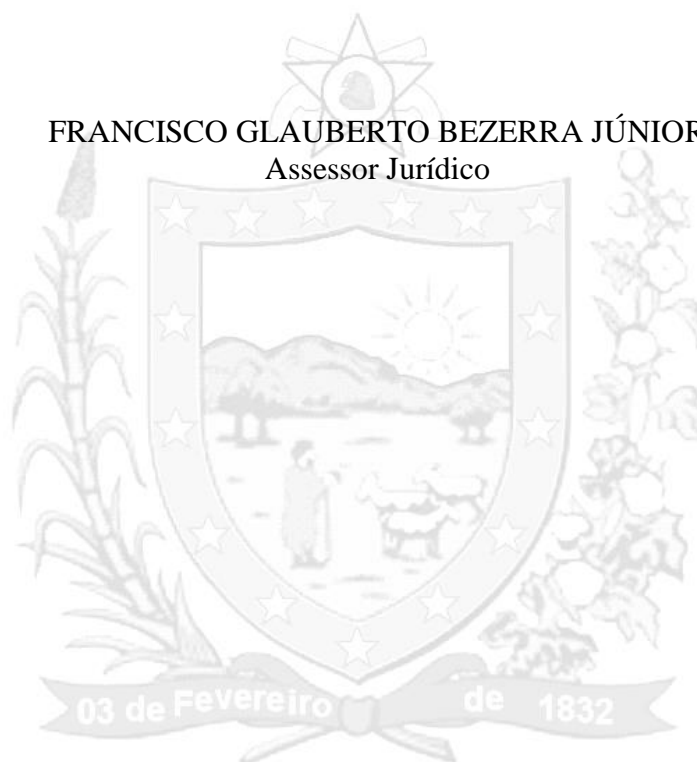 FRANCISCO GLAUBERTO BEZERRA JÚNIOR
Assessor Jurídico
03 de Fevereiro de 1832